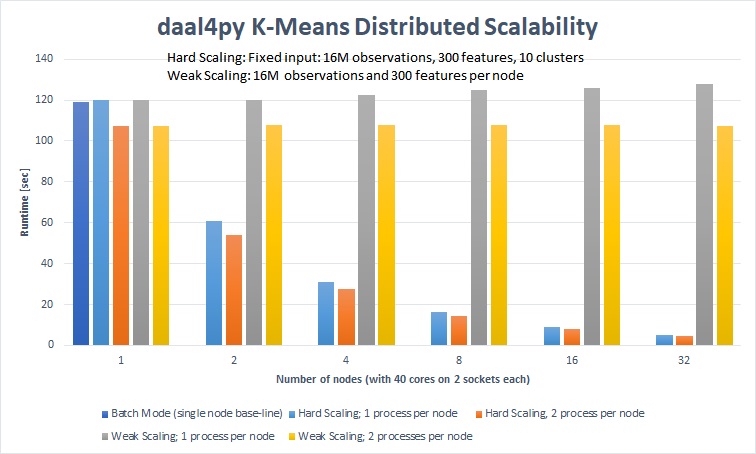 daal4py K-Means Distributed Scalability
Hard Scaling: Fixed input: 16M observations, 300 features, 10 clusters
Weak Scaling: 16M observations and 300 features per node
140
120
100
80
60
40
20
0
Runtime [sec]
1 2 4 8 16 32
Number of nodes (with 40 cores on 2 sockets each)
Batch Mode (single node base-line) Hard Scaling; 1 process per node Hard Scaling, 2 process per node
Weak Scaling; 1 process per node Weak Scaling; 2 processes per node